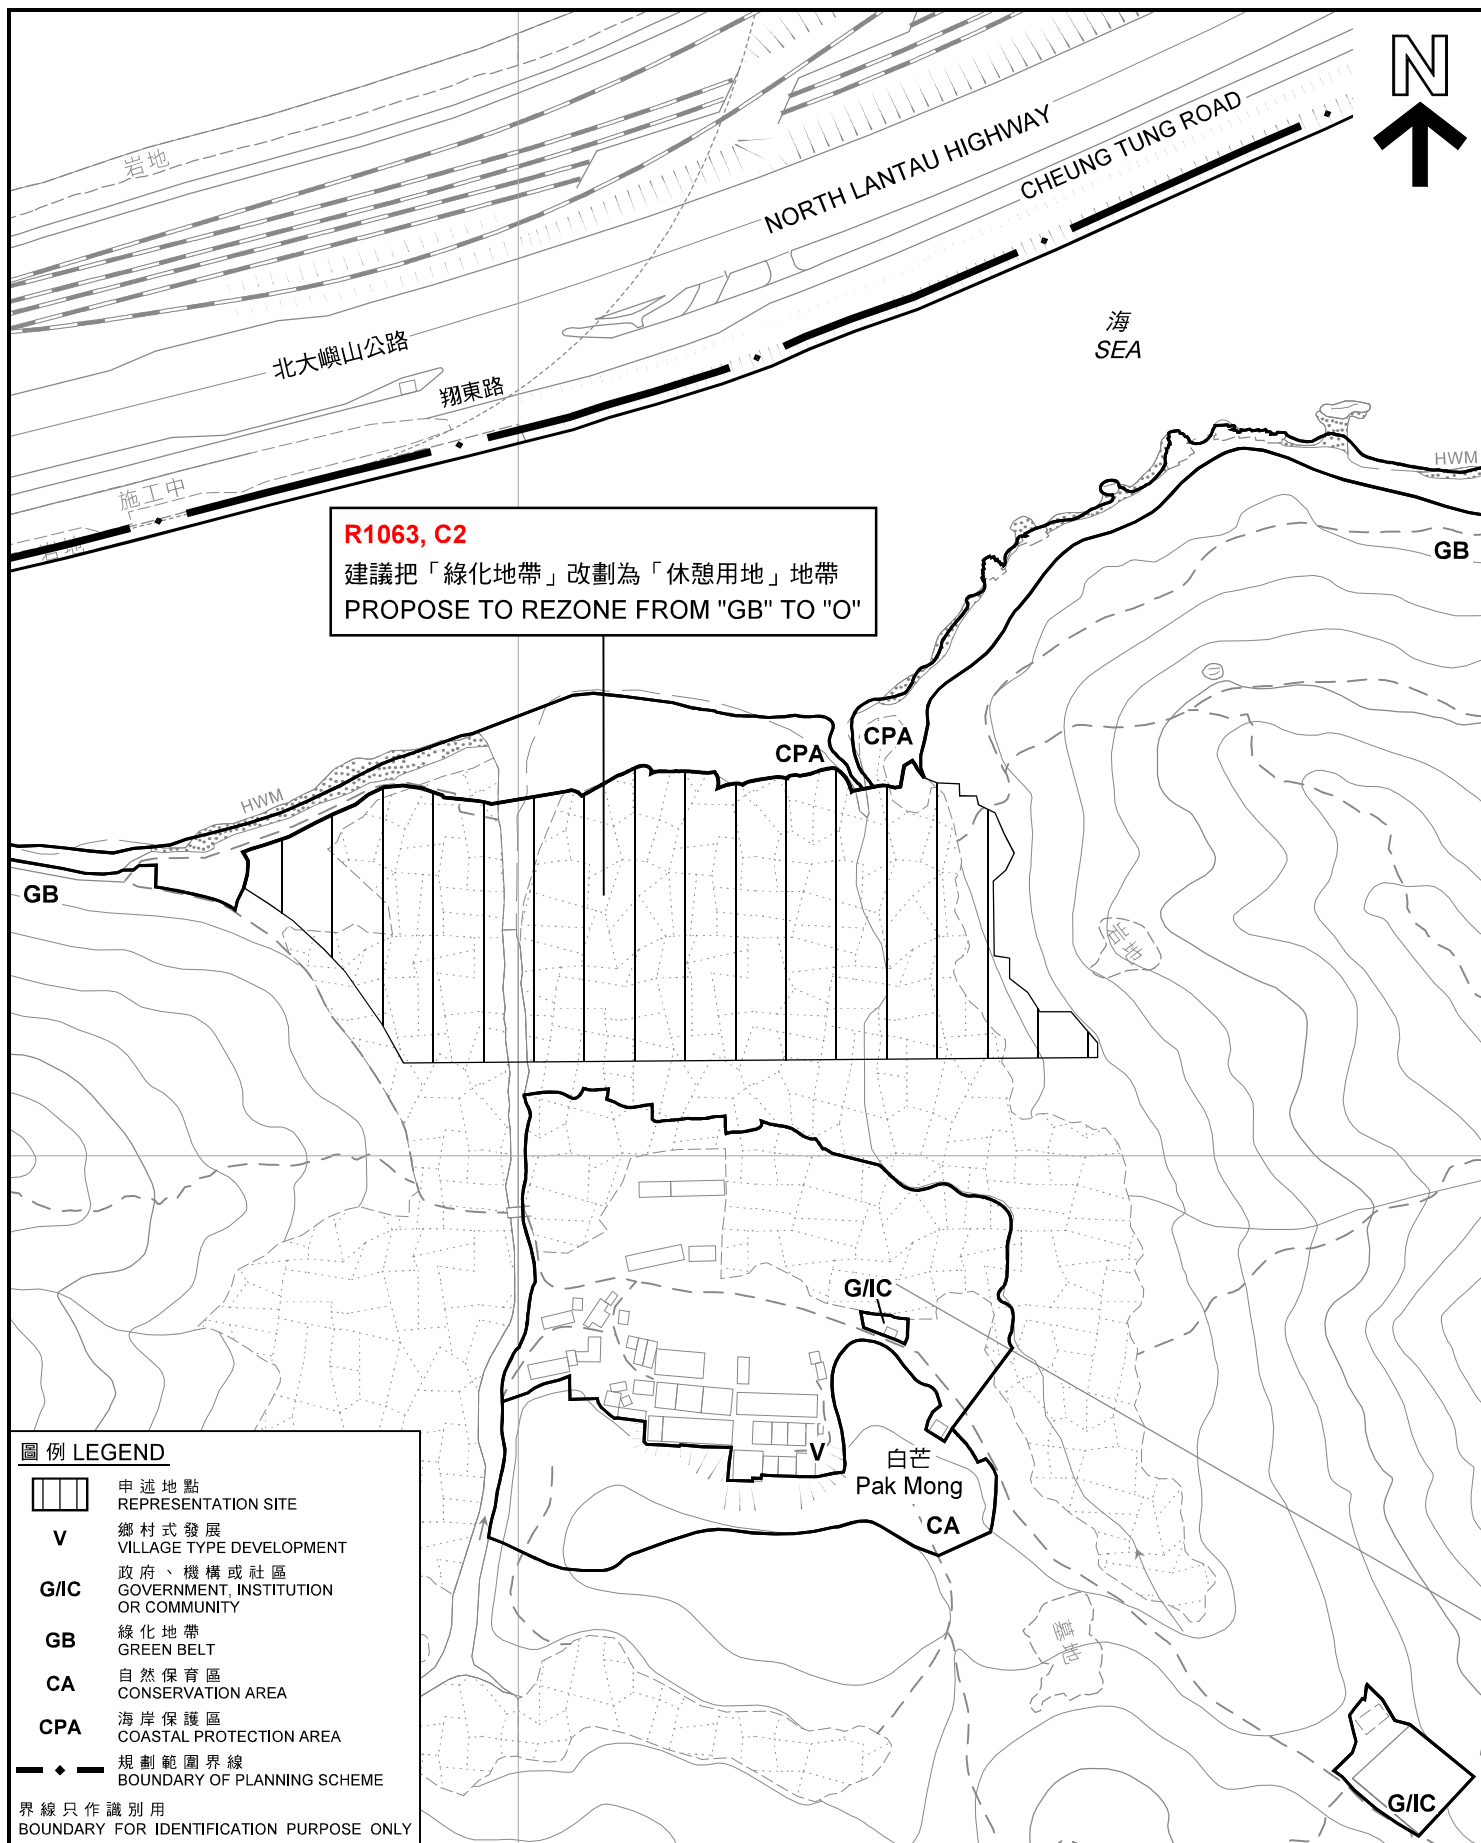 N
岩地
NORTH LANTAU HIGHWAY
CHEUNG TUNG ROAD
北大嶼山公路
翔東路
海
SEA
施工中
岩地
HWM
GB
R1063, C2
建議把「綠化地帶」改劃為「休憩用地」地帶
PROPOSE TO REZONE FROM "GB" TO "O"
CPA
CPA
HWM
GB
岩地
G/IC
V
白芒
Pak Mong
CA
墓地
G/IC
圖例 LEGEND
申述地點
REPRESENTATION SITE
V
鄉村式發展
VILLAGE TYPE DEVELOPMENT
G/IC
政府、機構或社區
GOVERNMENT, INSTITUTION
OR COMMUNITY
GB
綠化地帶
GREEN BELT
CA
自然保育區
CONSERVATION AREA
CPA
海岸保護區
COASTAL PROTECTION AREA
規劃範圍界線
BOUNDARY OF PLANNING SCHEME
界線只作識別用
BOUNDARY FOR IDENTIFICATION PURPOSE ONLY